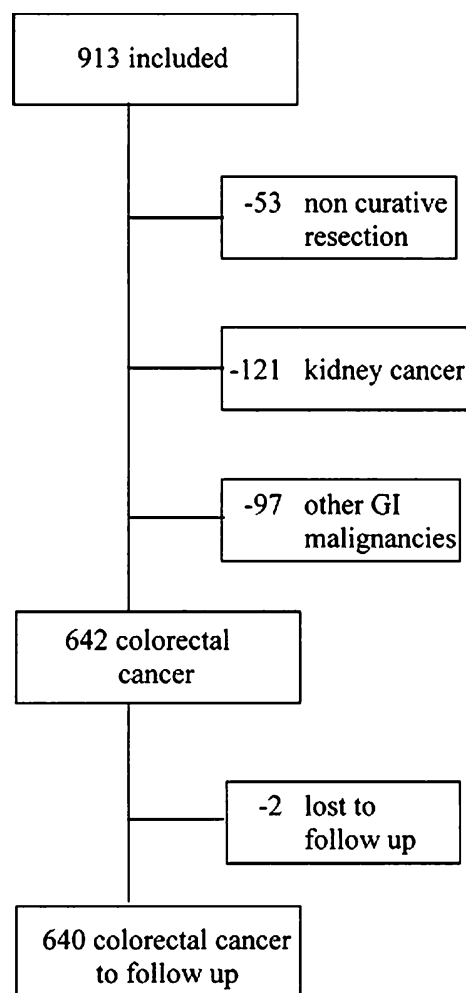 913 included
-53 non curative
resection
-121 kidney cancer
-97 other GI
malignancies
642 colorectal
cancer
-2 lost to
follow up
640 colorectal cancer
to follow up